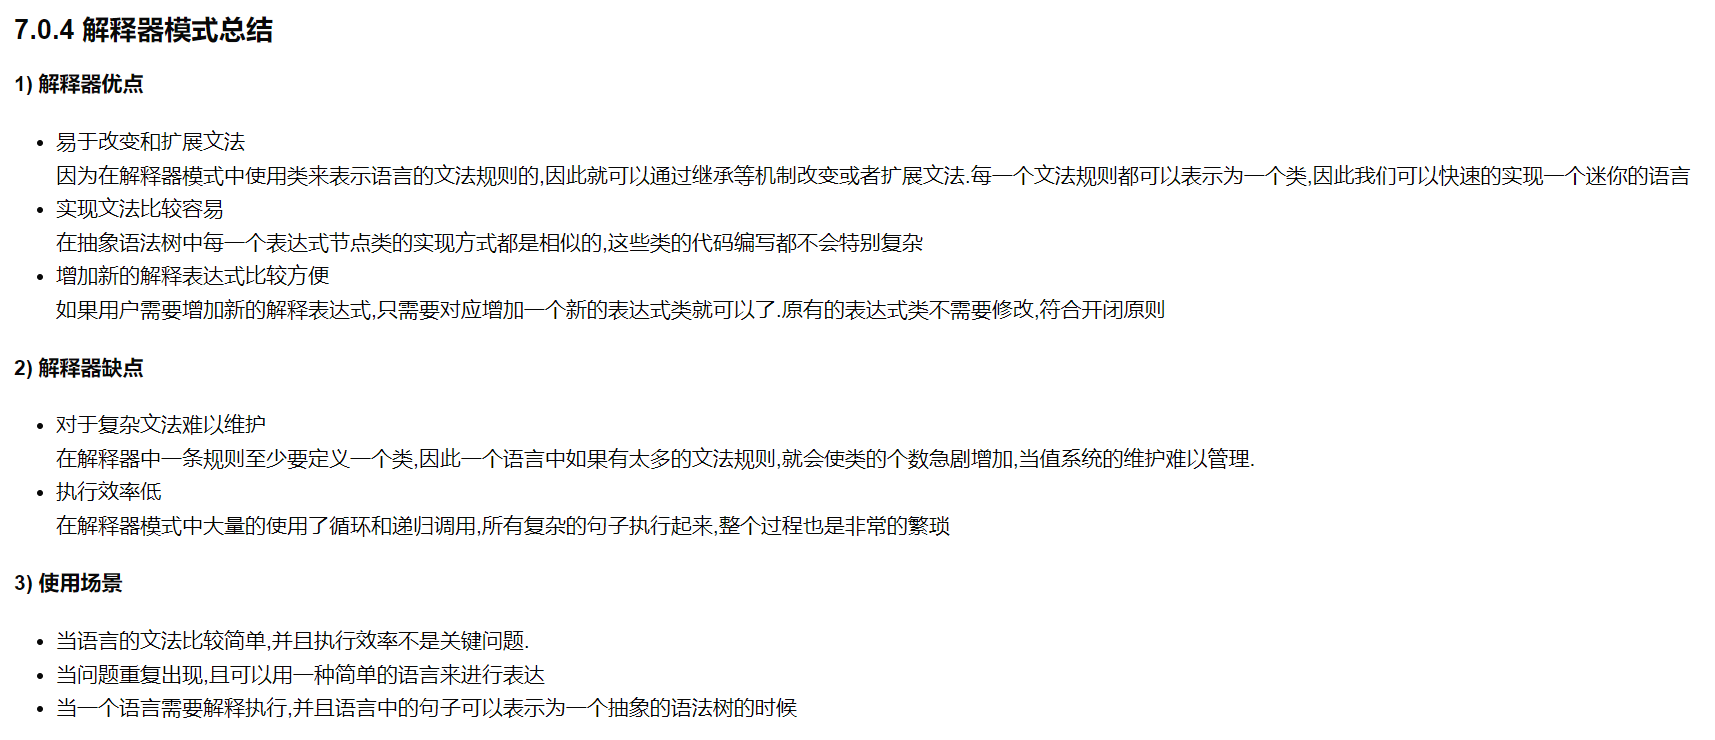 7.0.4 解释器模式总结
1) 解释器优点
• 易于改变和扩展文法
因为在解释器模式中使用类来表示语言的文法规则的,因此就可以通过继承等机制改变或者扩展文法.每一个文法规则都可以表示为一个类,因此我们可以快速的实现一个迷你的语言
• 实现文法比较容易
在抽象语法树中每一个表达式节点类的实现方式都是相似的,这些类的代码编写都不会特别复杂
• 增加新的解释表达式比较方便
如果用户需要增加新的解释表达式,只需要对应增加一个新的表达式类就可以了.原有的表达式类不需要修改,符合开闭原则
2) 解释器缺点
• 对于复杂文法难以维护
在解释器中一条规则至少要定义一个类,因此一个语言中如果有太多的文法规则,就会使类的个数急剧增加,当值系统的维护难以管理.
• 执行效率低
在解释器模式中大量的使用了循环和递归调用,所有复杂的句子执行起来,整个过程也是非常的繁琐
3) 使用场景
• 当语言的文法比较简单,并且执行效率不是关键问题.
• 当问题重复出现,且可以用一种简单的语言来进行表达
• 当一个语言需要解释执行,并且语言中的句子可以表示为一个抽象的语法树的时候